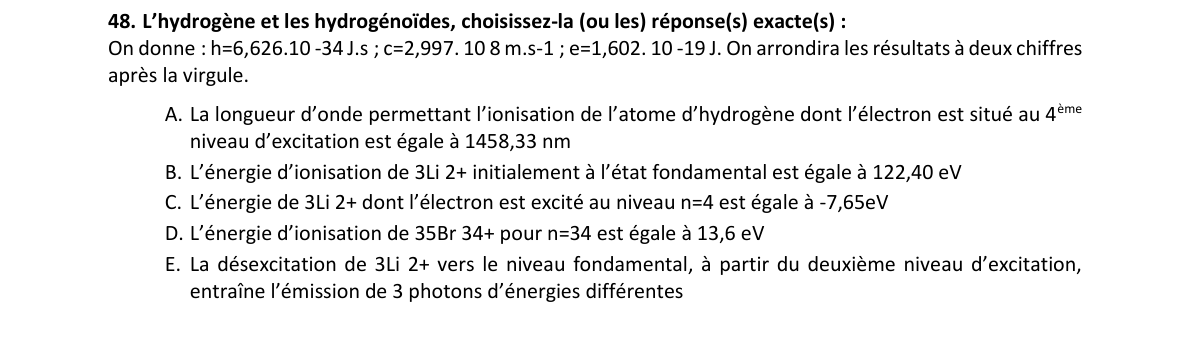 48. L’hydrogène et les hydrogénoïdes, choisissez-la (ou les) réponse(s) exacte(s) :
On donne : h=6,626.10 -34 J.s ; c=2,997. 10 8 m.s-1 ; e=1,602. 10 -19 J. On arrondira les résultats à deux chiffres
après la virgule.
A. La longueur d’onde permettant l’ionisation de l’atome d’hydrogène dont l’électron est situé au 4ème
niveau d’excitation est égale à 1458,33 nm
B. L’énergie d’ionisation de 3Li 2+ initialement à l’état fondamental est égale à 122,40 eV
C. L’énergie de 3Li 2+ dont l’électron est excité au niveau n=4 est égale à -7,65eV
D. L’énergie d’ionisation de 35Br 34+ pour n=34 est égale à 13,6 eV
E. La désexcitation de 3Li 2+ vers le niveau fondamental, à partir du deuxième niveau d’excitation,
entraîne l’émission de 3 photons d’énergies différentes